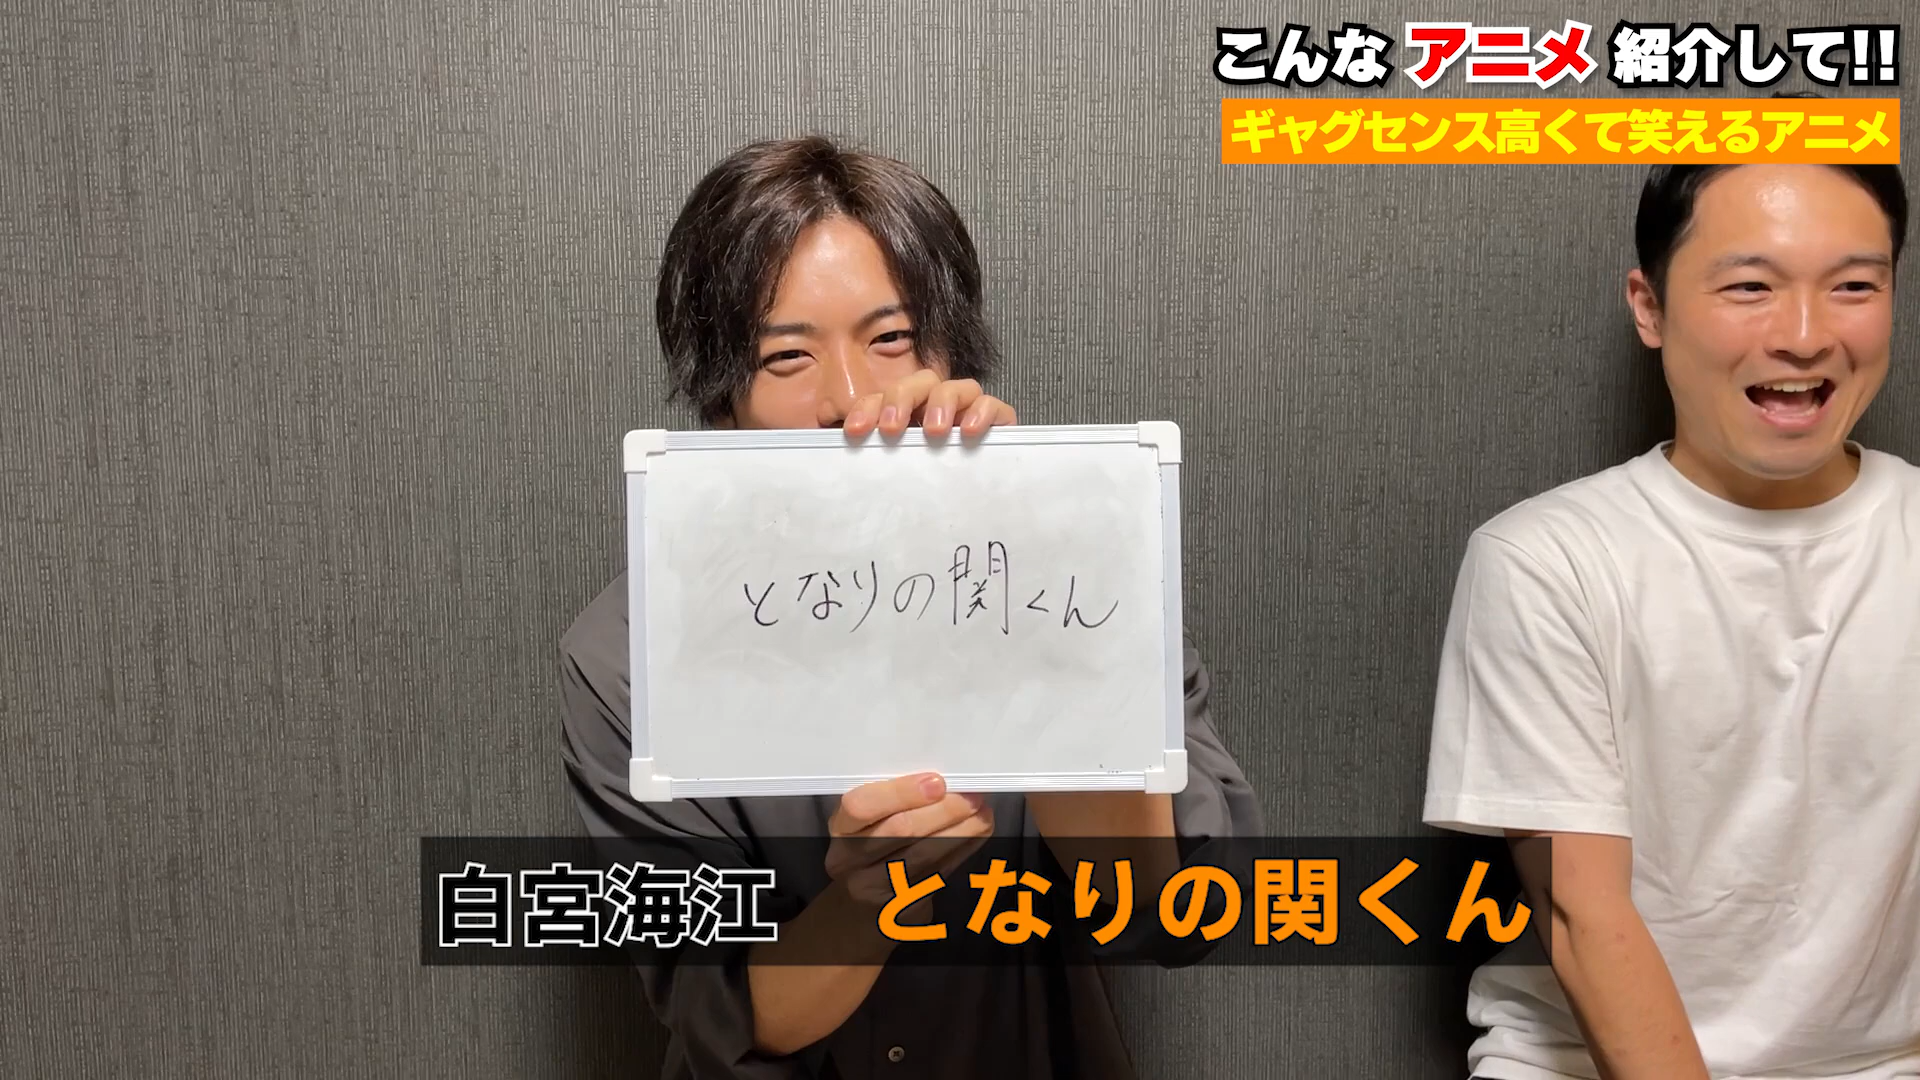 こんな アニメ 紹介して!!
ギャグセンス高くて笑えるアニメ
となりの関くん
白宮海江 となりの関くん